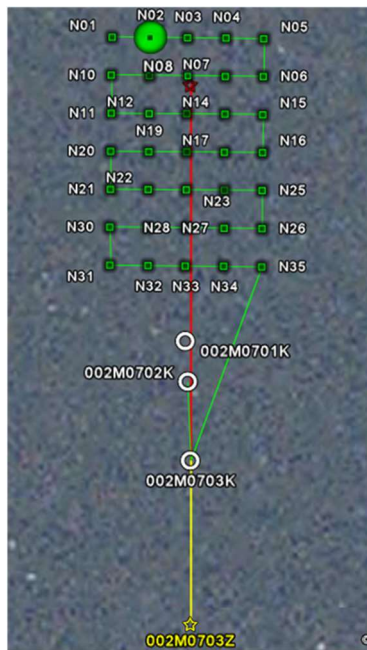 N01 N02 N03 N04 N05
N10 N08 N07 N06
N11 N12 N14 N15
N20 N19 N17 N16
N21 N22 N23 N25
N30 N28 N27 N26
N31 N32 N33 N34 N35
002M0701K
002M0702K
002M0703K
002M0703Z